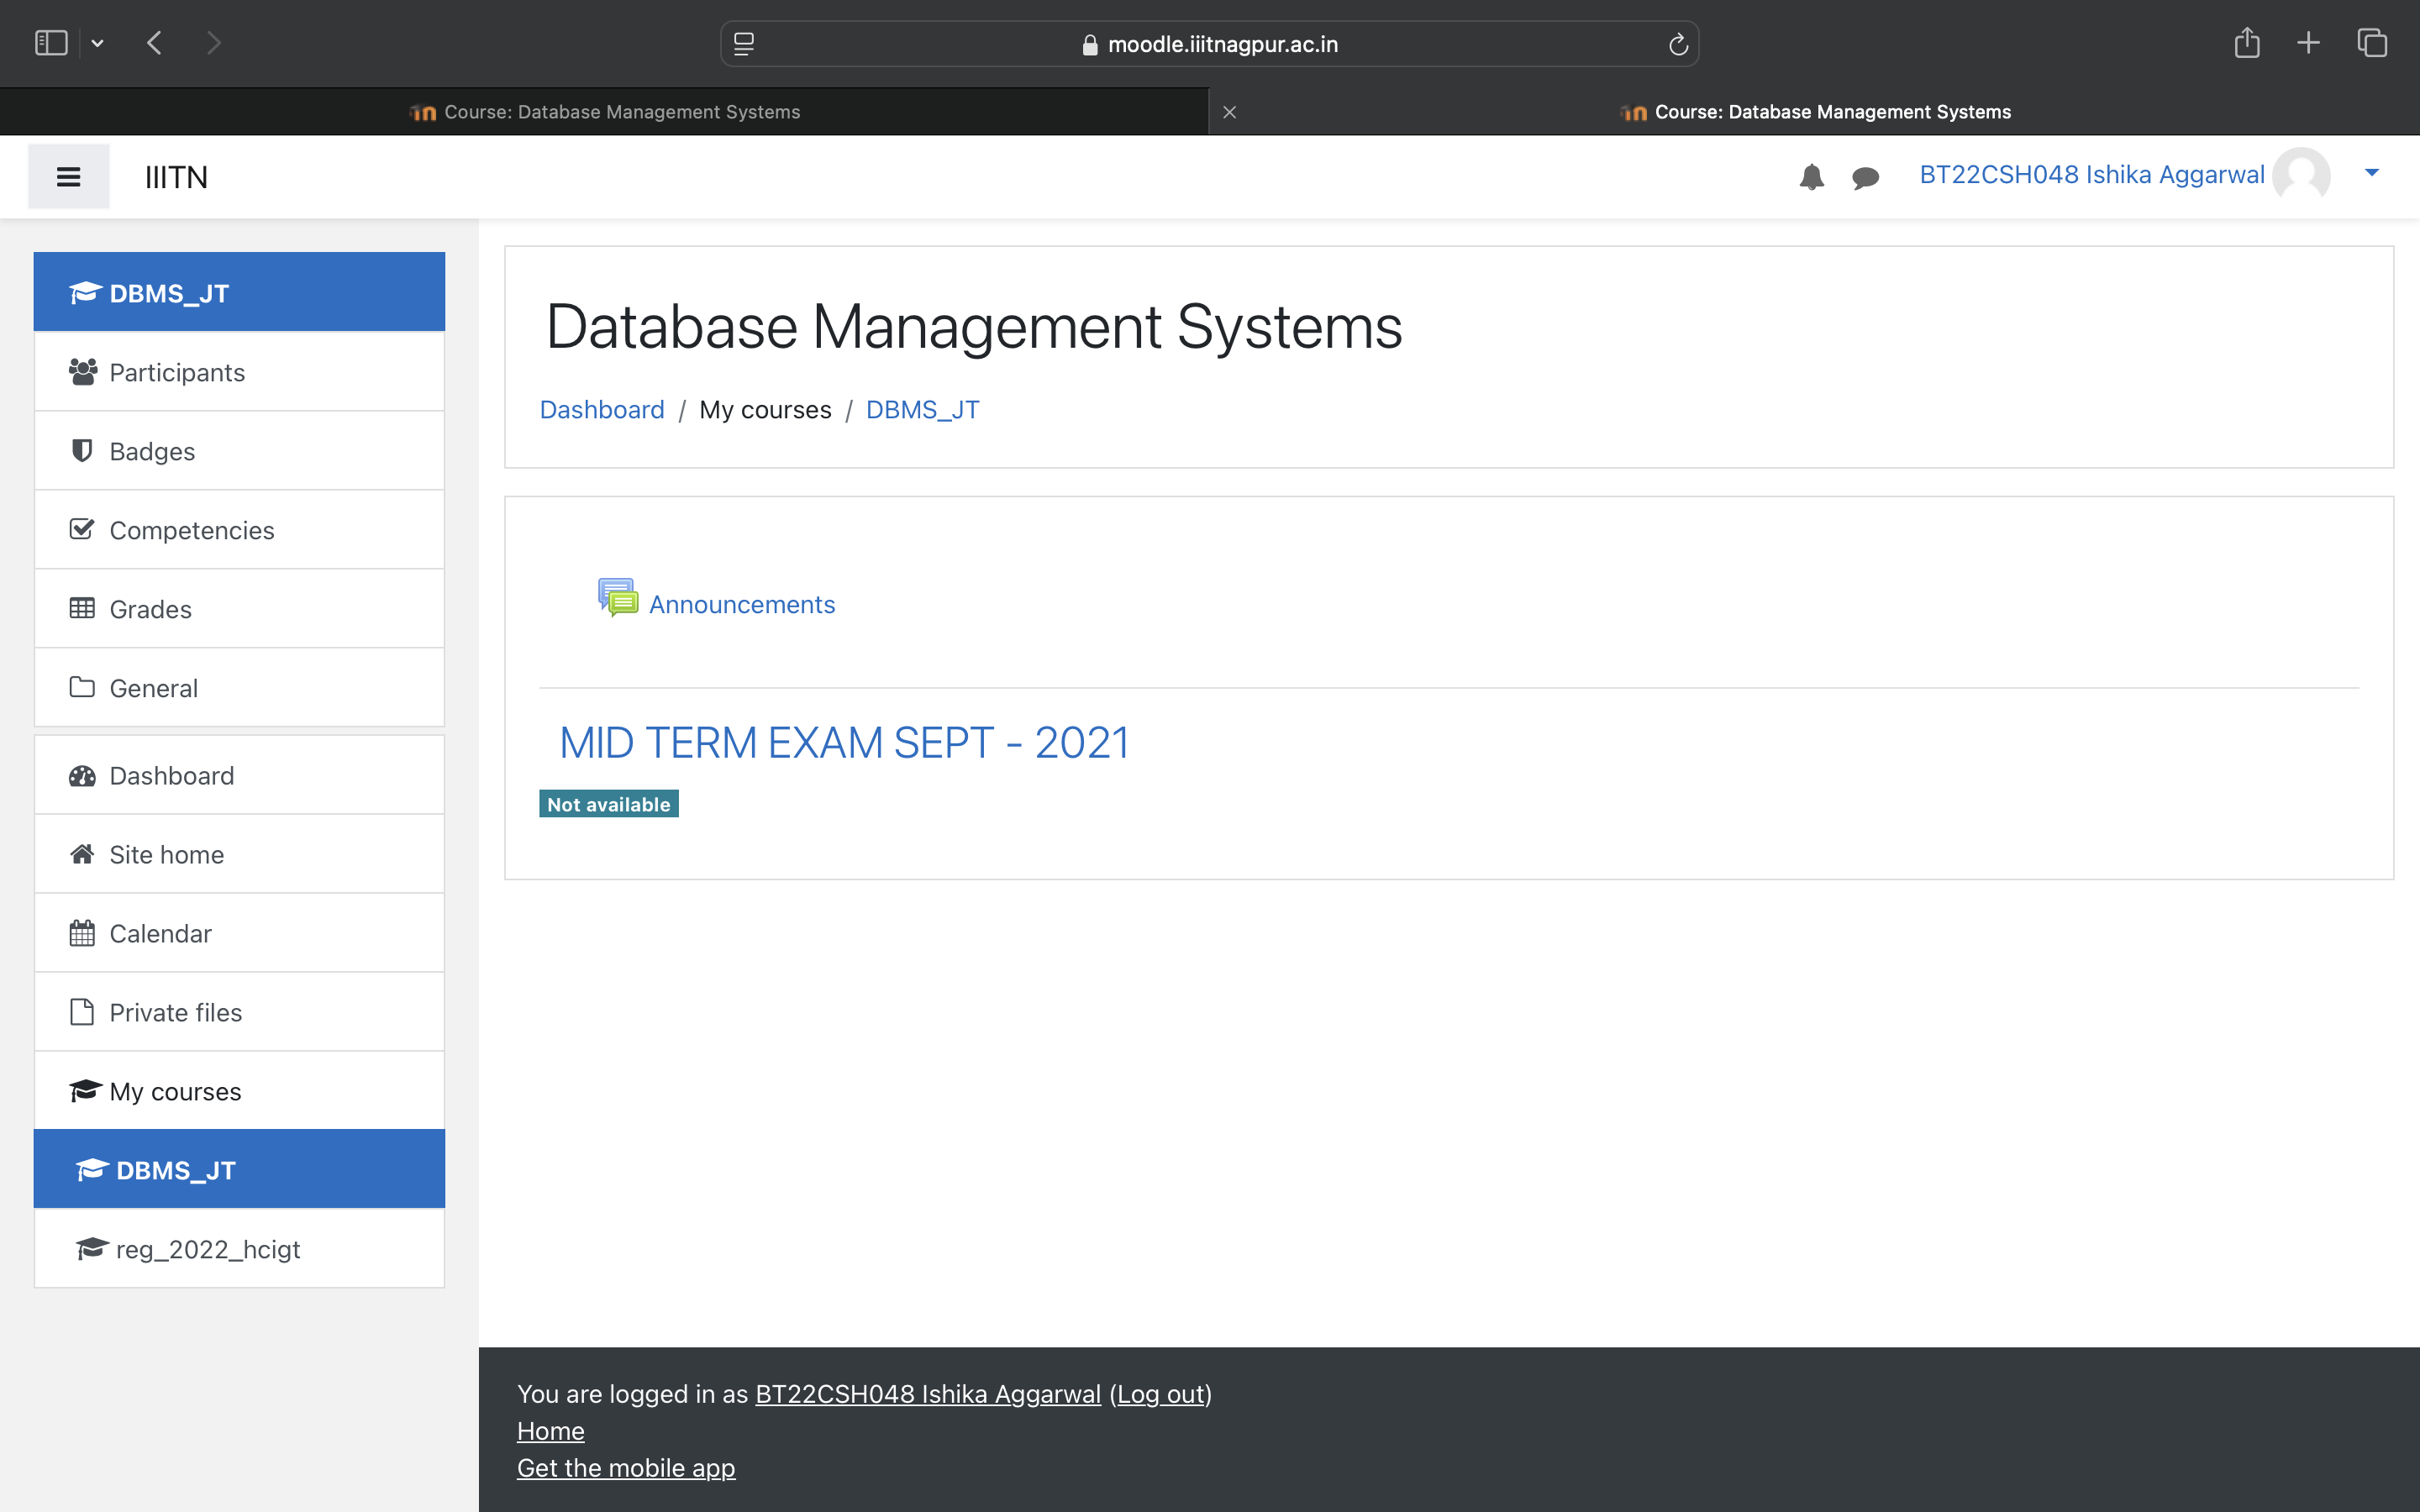 moodle.iiitnagpur.ac.in
Course: Database Management Systems
Course: Database Management Systems
IIITN
BT22CSH048 Ishika Aggarwal
DBMS_JT
Participants
Badges
Competencies
Grades
General
Dashboard
Site home
Calendar
Private files
My courses
DBMS_JT
reg_2022_hcigt
Database Management Systems
Dashboard / My courses / DBMS_JT
Announcements
MID TERM EXAM SEPT - 2021
Not available
You are logged in as BT22CSH048 Ishika Aggarwal (Log out)
Home
Get the mobile app